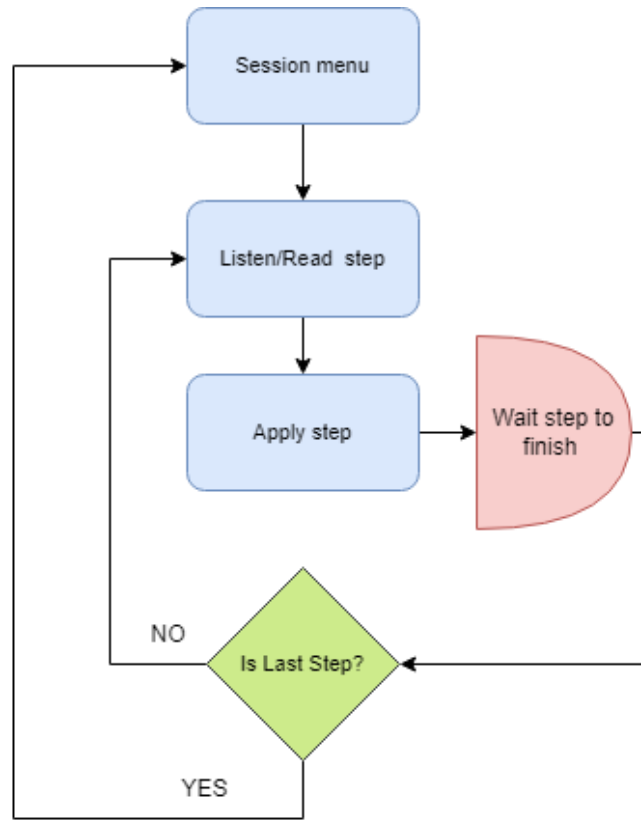 Session menu
Listen/Read step
Apply step
Wait step to
finish
NO
Is Last Step?
YES